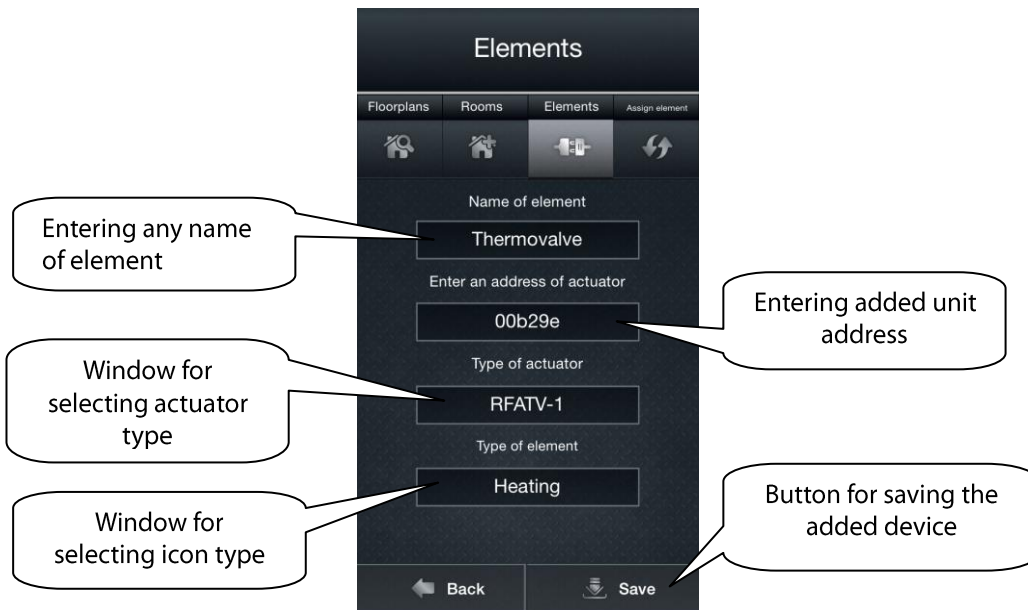 Elements
Floorplans Rooms Elements Assign element
Name of element
Thermovalve
Enter an address of actuator
00b29e
Type of actuator
RFATV-1
Type of element
Heating
Back Save
Entering any name
of element
Window for
selecting actuator
type
Window for
selecting icon type
Entering added unit
address
Button for saving the
added device